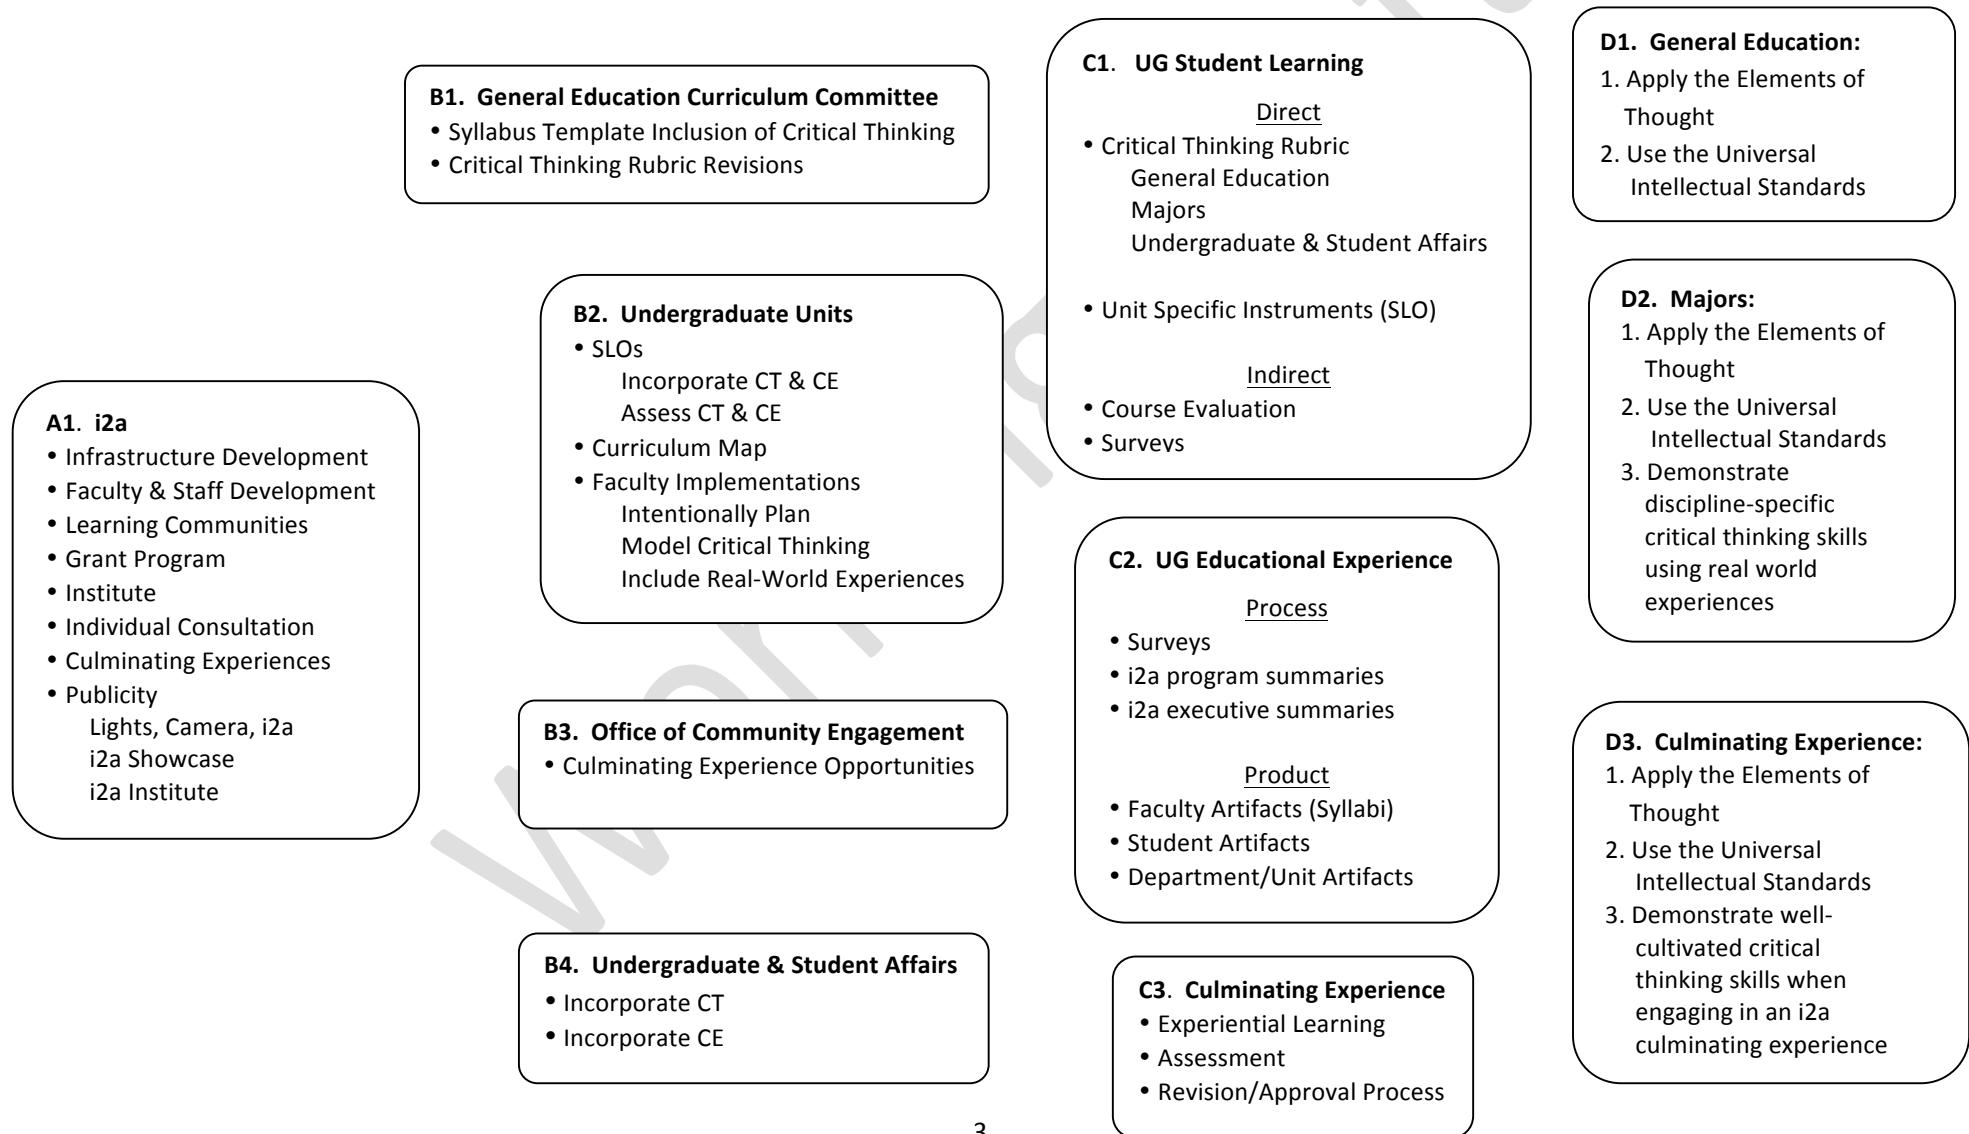 A1. i2a
• Infrastructure Development
• Faculty & Staff Development
• Learning Communities
• Grant Program
• Institute
• Individual Consultation
• Culminating Experiences
• Publicity
Lights, Camera, i2a
i2a Showcase
i2a Institute
B1. General Education Curriculum Committee
• Syllabus Template Inclusion of Critical Thinking
• Critical Thinking Rubric Revisions
B2. Undergraduate Units
• SLOs
Incorporate CT & CE
Assess CT & CE
• Curriculum Map
• Faculty Implementations
Intentionally Plan
Model Critical Thinking
Include Real-World Experiences
B3. Office of Community Engagement
• Culminating Experience Opportunities
B4. Undergraduate & Student Affairs
• Incorporate CT
• Incorporate CE
C1. UG Student Learning
Direct
• Critical Thinking Rubric
General Education
Majors
Undergraduate & Student Affairs
• Unit Specific Instruments (SLO)
Indirect
• Course Evaluation
• Surveys
C2. UG Educational Experience
Process
• Surveys
• i2a program summaries
• i2a executive summaries
Product
• Faculty Artifacts (Syllabi)
• Student Artifacts
• Department/Unit Artifacts
C3. Culminating Experience
• Experiential Learning
• Assessment
• Revision/Approval Process
D1. General Education:
1. Apply the Elements of
Thought
2. Use the Universal
Intellectual Standards
D2. Majors:
1. Apply the Elements of
Thought
2. Use the Universal
Intellectual Standards
3. Demonstrate
discipline-specific
critical thinking skills
using real world
experiences
D3. Culminating Experience:
1. Apply the Elements of
Thought
2. Use the Universal
Intellectual Standards
3. Demonstrate well-
cultivated critical
thinking skills when
engaging in an i2a
culminating experience
3